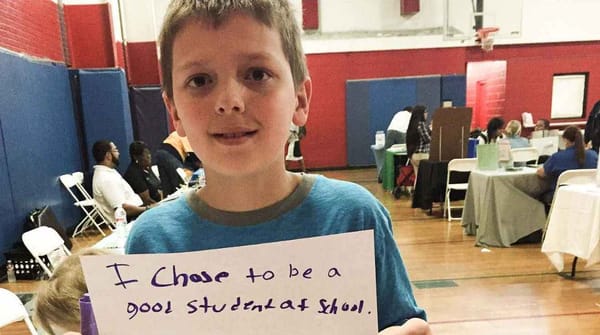 I Chose to be a
good student at School.